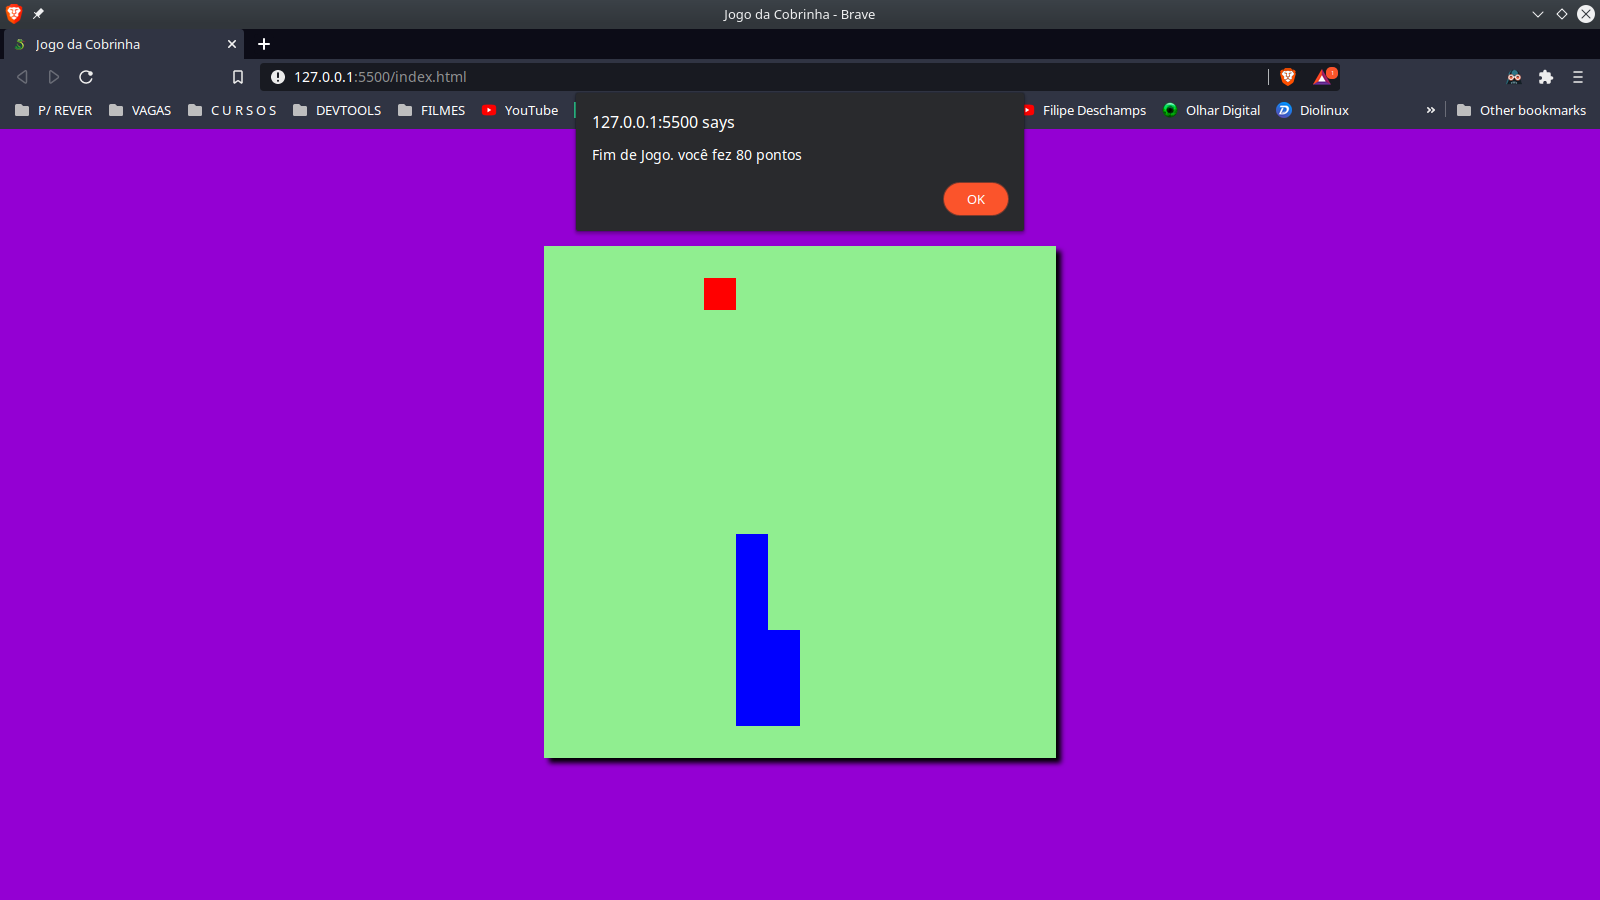 Jogo da Cobrinha - Brave
Jogo da Cobrinha
127.0.0.1:5500/index.html
P/ REVER VAGAS C U R S O S DEVTOOLS FILMES YouTube Filipe Deschamps Olhar Digital Diolinux » Other bookmarks
127.0.0.1:5500 says
Fim de Jogo. você fez 80 pontos
OK